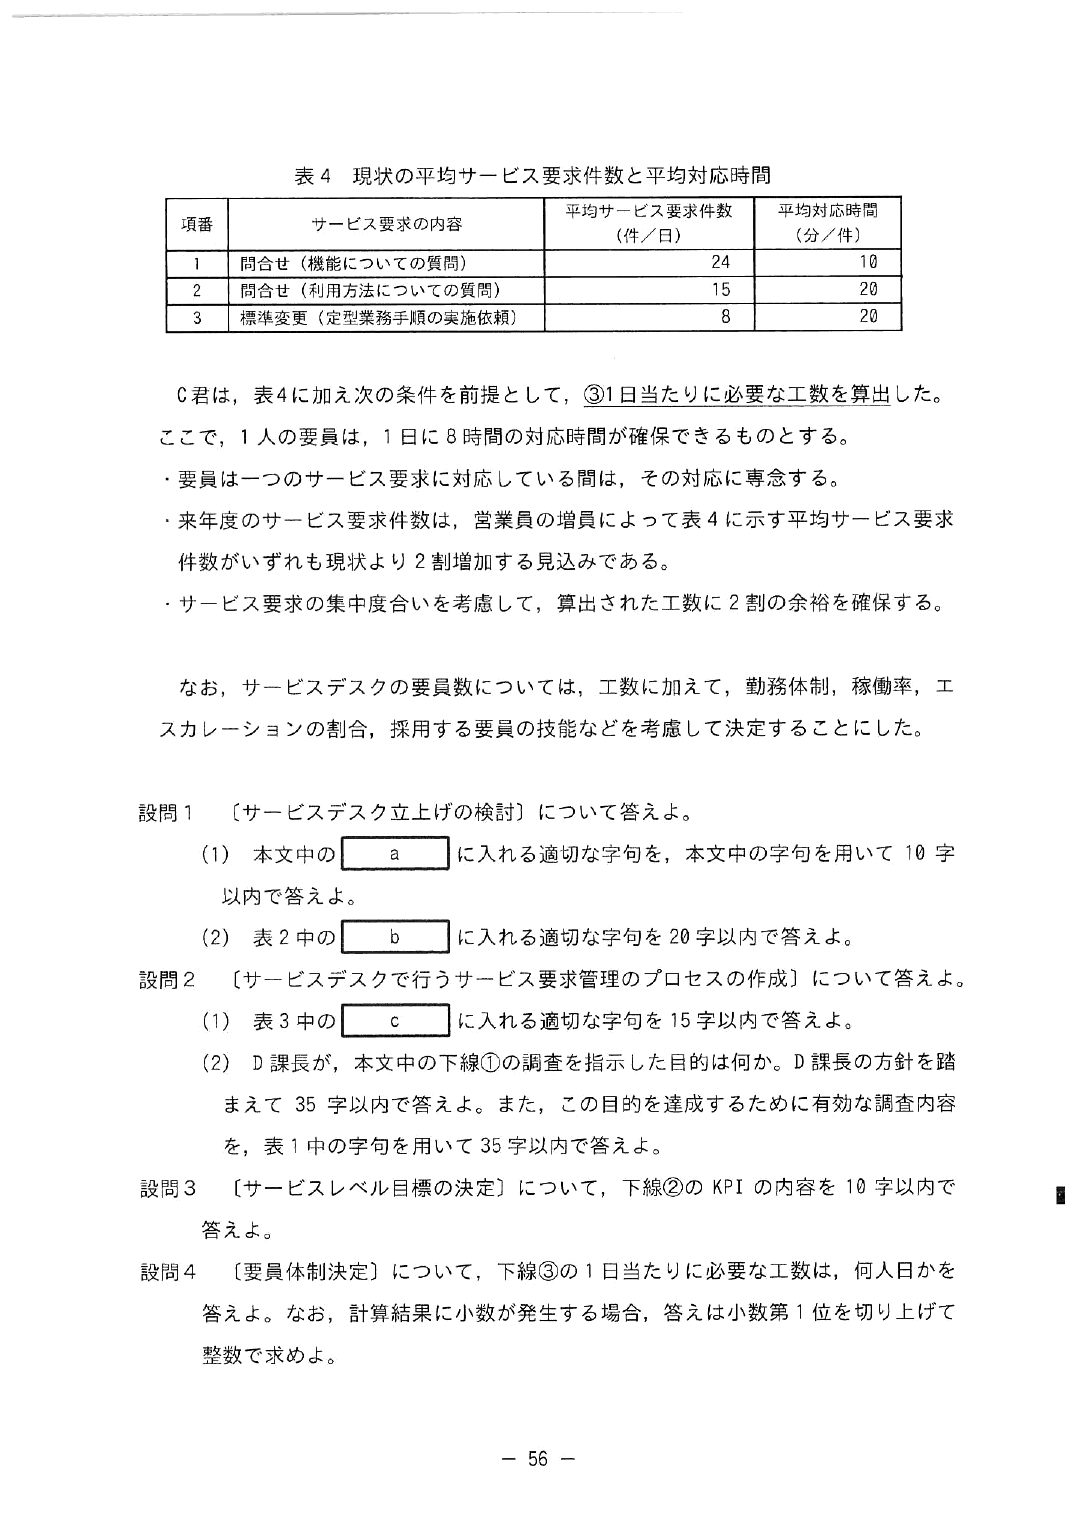 表４　現状の平均サービス要求件数と平均対応時間
項番　サービス要求の内容　平均サービス要求件数（件／日）　平均対応時間（分／件）
1　問合せ（機能についての質問）　24　10
2　問合せ（利用方法についての質問）　15　20
3　標準変更（定型業務手順の実施依頼）　8　20
C君は，表4に加え次の条件を前提として，③1日当たりに必要な工数を算出した。
ここで，1人の要員は，1日に8時間の対応時間が確保できるものとする。
・要員は一つのサービス要求に対応している間は，その対応に専念する。
・来年度のサービス要求件数は，営業員の増員によって表4に示す平均サービス要求
件数がいずれも現状より2割増加する見込みである。
・サービス要求の集中度合いを考慮して，算出された工数に2割の余裕を確保する。
なお，サービスデスクの要員数については，工数に加えて，勤務体制，稼働率，エ
スカレーションの割合，採用する要員の技能などを考慮して決定することにした。
設問1　〔サービスデスク立上げの検討〕について答えよ。
(1)　本文中の a に入れる適切な字句を，本文中の字句を用いて 10 字
以内で答えよ。
(2)　表2中の b に入れる適切な字句を20字以内で答えよ。
設問2　〔サービスデスクで行うサービス要求管理のプロセスの作成〕について答えよ。
(1)　表3中の c に入れる適切な字句を15字以内で答えよ。
(2)　D課長が，本文中の下線①の調査を指示した目的は何か。D課長の方針を踏
まえて 35 字以内で答えよ。また，この目的を達成するために有効な調査内容
を，表1中の字句を用いて35字以内で答えよ。
設問3　〔サービスレベル目標の決定〕について，下線②の KPI の内容を 10 字以内で
答えよ。
設問4　〔要員体制決定〕について，下線③の1日当たりに必要な工数は，何人日かを
答えよ。なお，計算結果に小数が発生する場合，答えは小数第1位を切り上げて
整数で求めよ。
― 56 ―